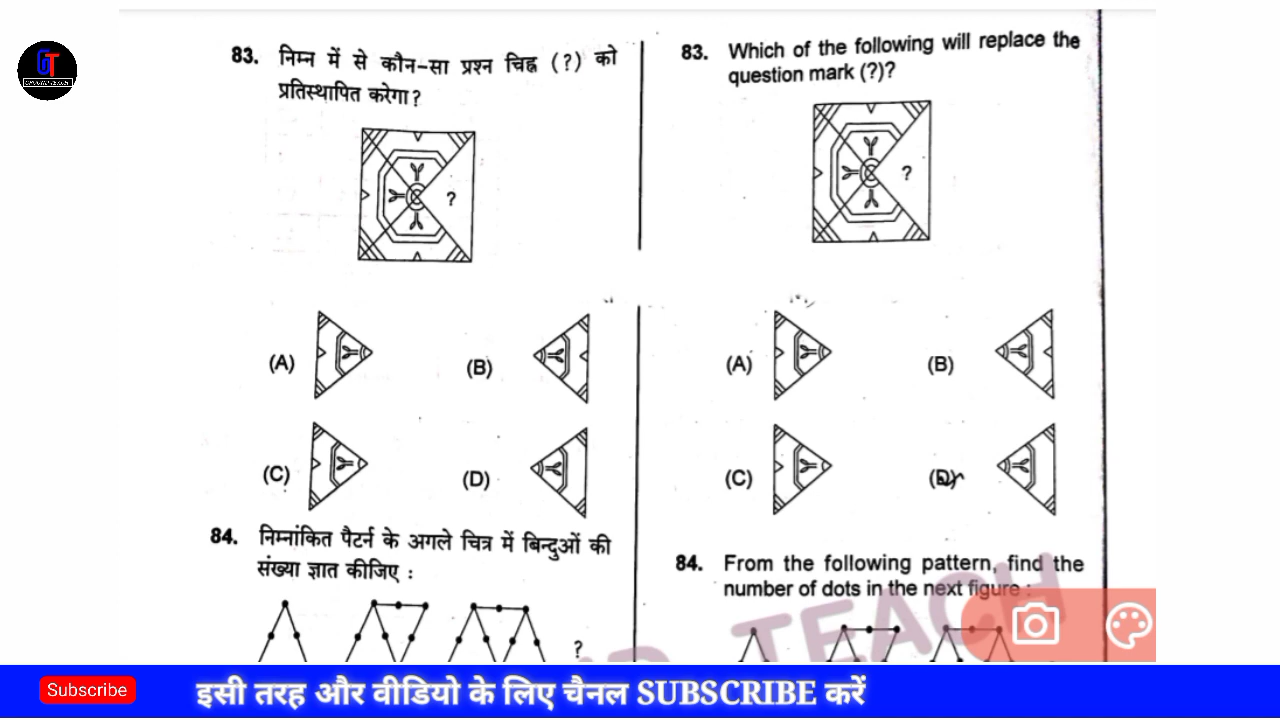 GT
83. निम्न में से कौन-सा प्रश्न चिह्न (?) को
प्रतिस्थापित करेगा?
?
(A)
(B)
(C)
(D)
84. निम्नांकित पैटर्न के अगले चित्र में बिन्दुओं की
संख्या ज्ञात कीजिए :
?
83. Which of the following will replace the
question mark (?)?
?
(A)
(B)
(C)
(D)
84. From the following pattern, find the
number of dots in the next figure :
TEACH
Subscribe
इसी तरह और वीडियो के लिए चैनल SUBSCRIBE करें